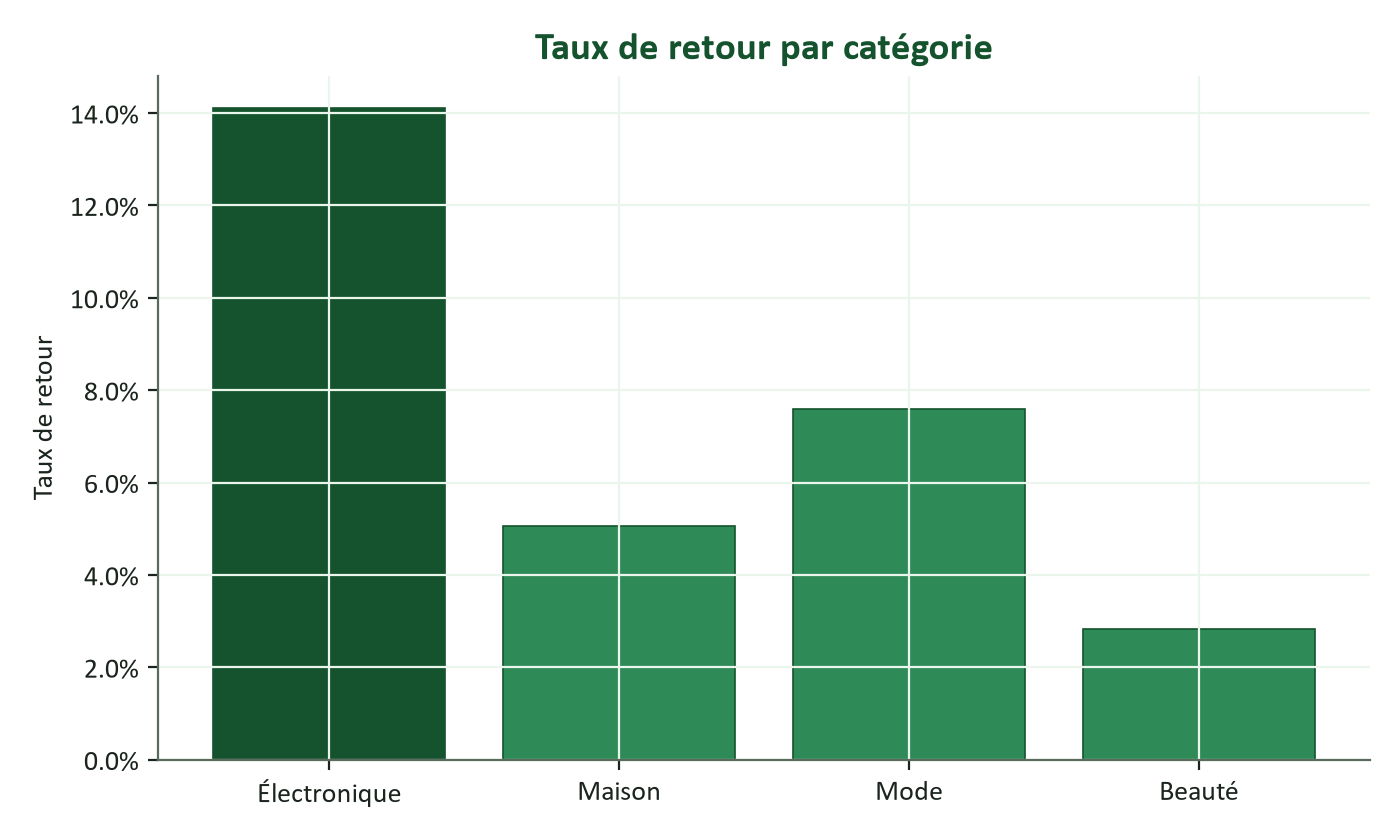 Taux de retour par catégorie
Taux de retour
14.0%
12.0%
10.0%
8.0%
6.0%
4.0%
2.0%
0.0%
Électronique
Maison
Mode
Beauté